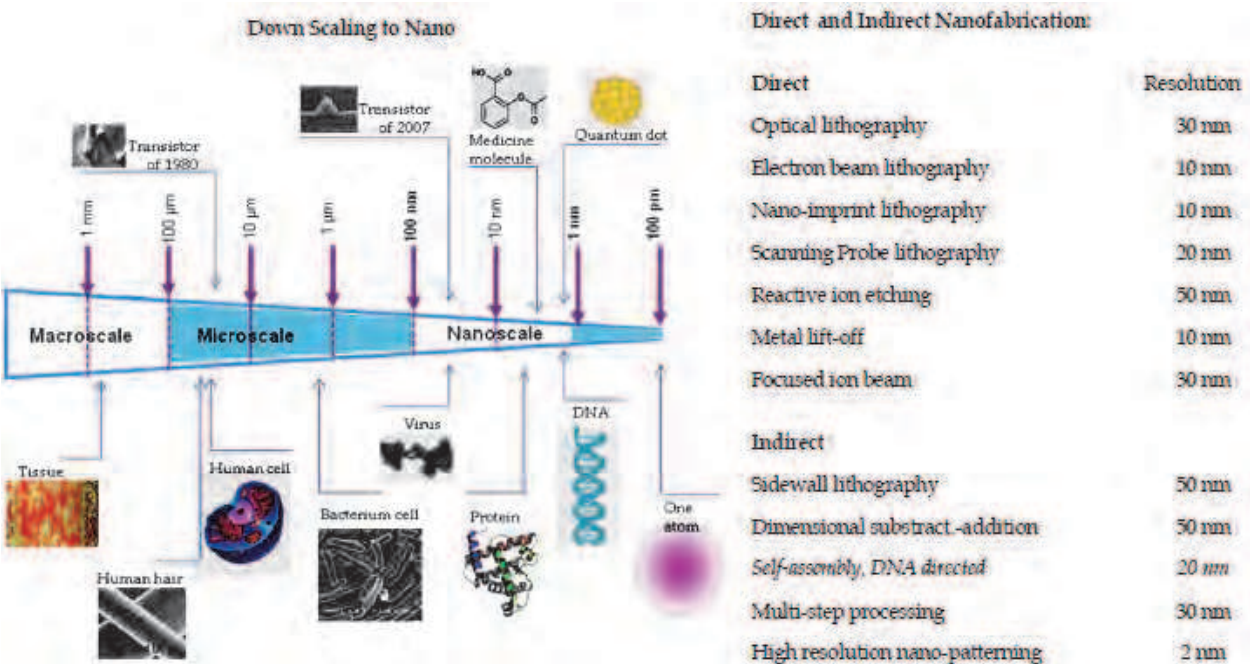 Down Scaling to Nano
HO
O
O
O
Transistor
of 2007
Medicine
molecule
Quantum dot
Transistor
of 1980
1 mm
100 µm
10 µm
1 µm
100 nm
10 nm
1 nm
100 pm
Macroscale
Microscale
Nanoscale
Tissue
Human hair
Human cell
Bacterium cell
Virus
Protein
DNA
One
atom
Direct and Indirect Nanofabrication:
Direct Resolution
Optical lithography 30 nm
Electron beam lithography 10 nm
Nano-imprint lithography 10 nm
Scanning Probe lithography 20 nm
Reactive ion etching 50 nm
Metal lift-off 10 nm
Focused ion beam 30 nm
Indirect
Sidewall lithography 50 nm
Dimensional substract.-addition 50 nm
Self-assembly, DNA directed 20 nm
Multi-step processing 30 nm
High resolution nano-patterning 2 nm